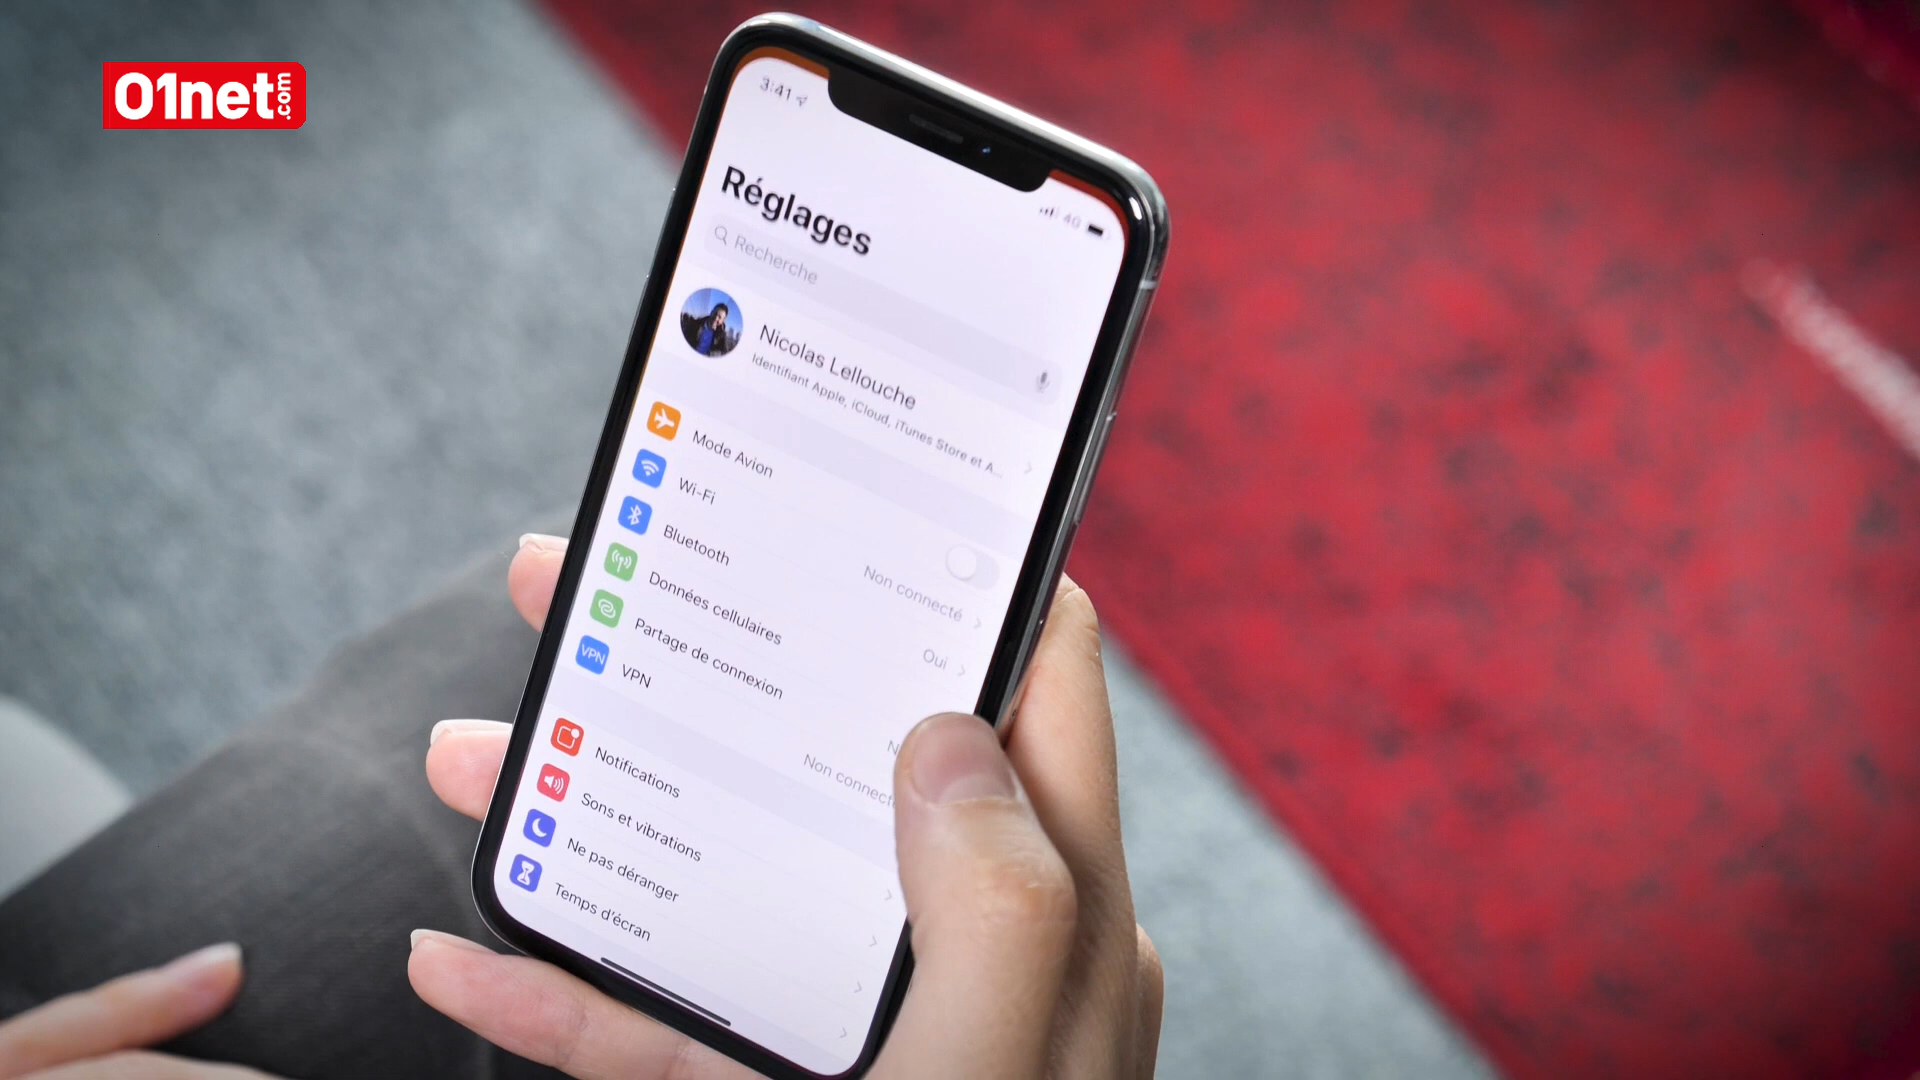 01net.com
3:41
4G
Réglages
Recherche
Nicolas Lellouche
Identifiant Apple, iCloud, iTunes Store et A...
Mode Avion
Wi-Fi
Non connecté
Bluetooth
Oui
Données cellulaires
Partage de connexion
N
VPN
VPN
Non connect
Notifications
Sons et vibrations
Ne pas déranger
Temps d'écran